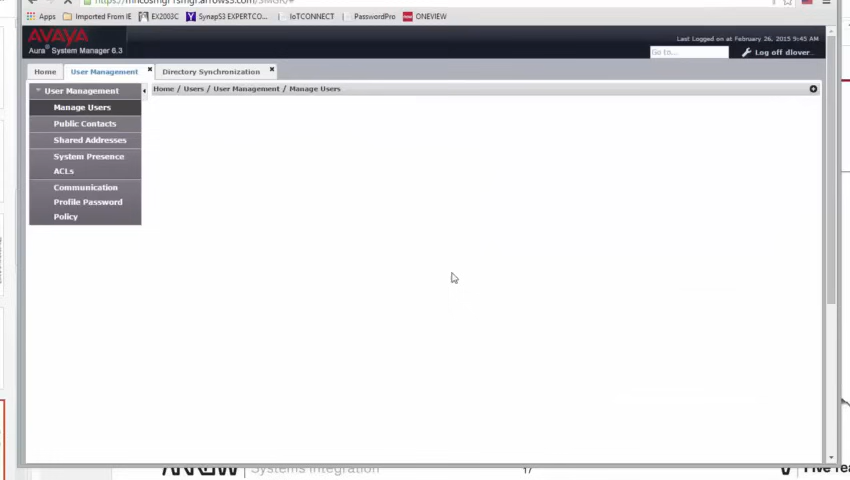 Apps Imported From IE EX2003C SynapS3 EXPERTCO... IoTCONNECT PasswordPro ONEVIEW
AVAYA
Aura® System Manager 6.3
Last Logged on at February 26, 2015 9:45 AM
Go to...
Log off dlover..
Home
User Management
Directory Synchronization
User Management
Home / Users / User Management / Manage Users
Manage Users
Public Contacts
Shared Addresses
System Presence
ACLs
Communication
Profile Password
Policy
Systems Integration
17